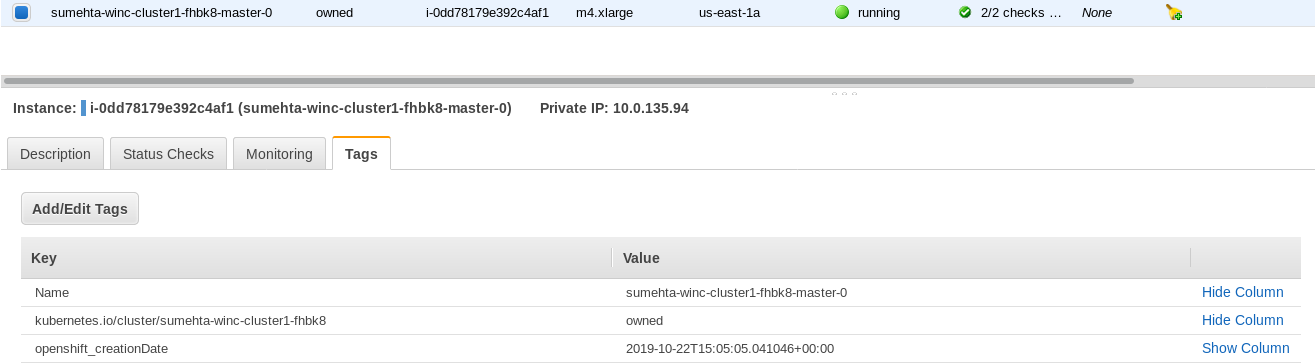 sumehta-winc-cluster1-fhbk8-master-0 owned i-0dd78179e392c4af1 m4.xlarge us-east-1a running 2/2 checks … None
Instance: i-0dd78179e392c4af1 (sumehta-winc-cluster1-fhbk8-master-0) Private IP: 10.0.135.94
Description Status Checks Monitoring Tags
Add/Edit Tags
Key Value
Name sumehta-winc-cluster1-fhbk8-master-0 Hide Column
kubernetes.io/cluster/sumehta-winc-cluster1-fhbk8 owned Hide Column
openshift_creationDate 2019-10-22T15:05:05.041046+00:00 Show Column